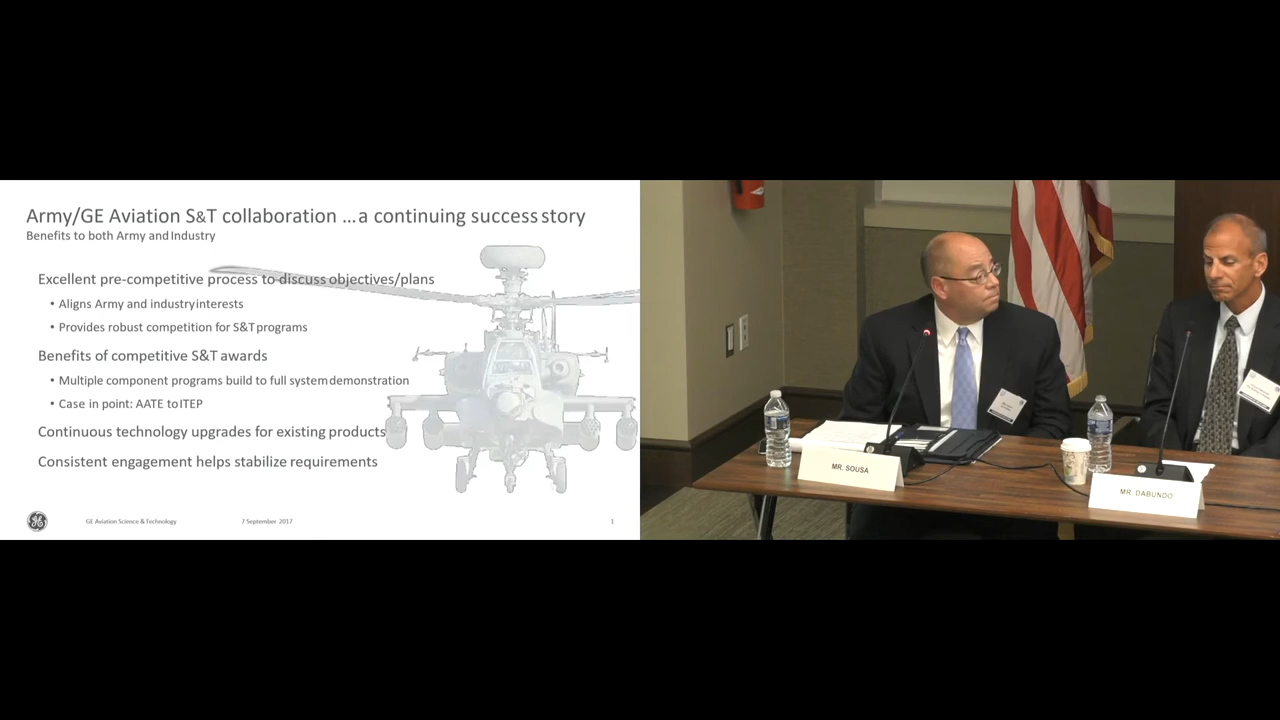 Army/GE Aviation S&T collaboration ...a continuing success story
Benefits to both Army and Industry
Excellent pre-competitive process to discuss objectives/plans
• Aligns Army and industry interests
• Provides robust competition for S&T programs
Benefits of competitive S&T awards
• Multiple component programs build to full system demonstration
• Case in point: AATE to ITEP
Continuous technology upgrades for existing products
Consistent engagement helps stabilize requirements
GE Aviation Science & Technology
7 September 2017
1
MR. SOUSA
MR. DABUNDO